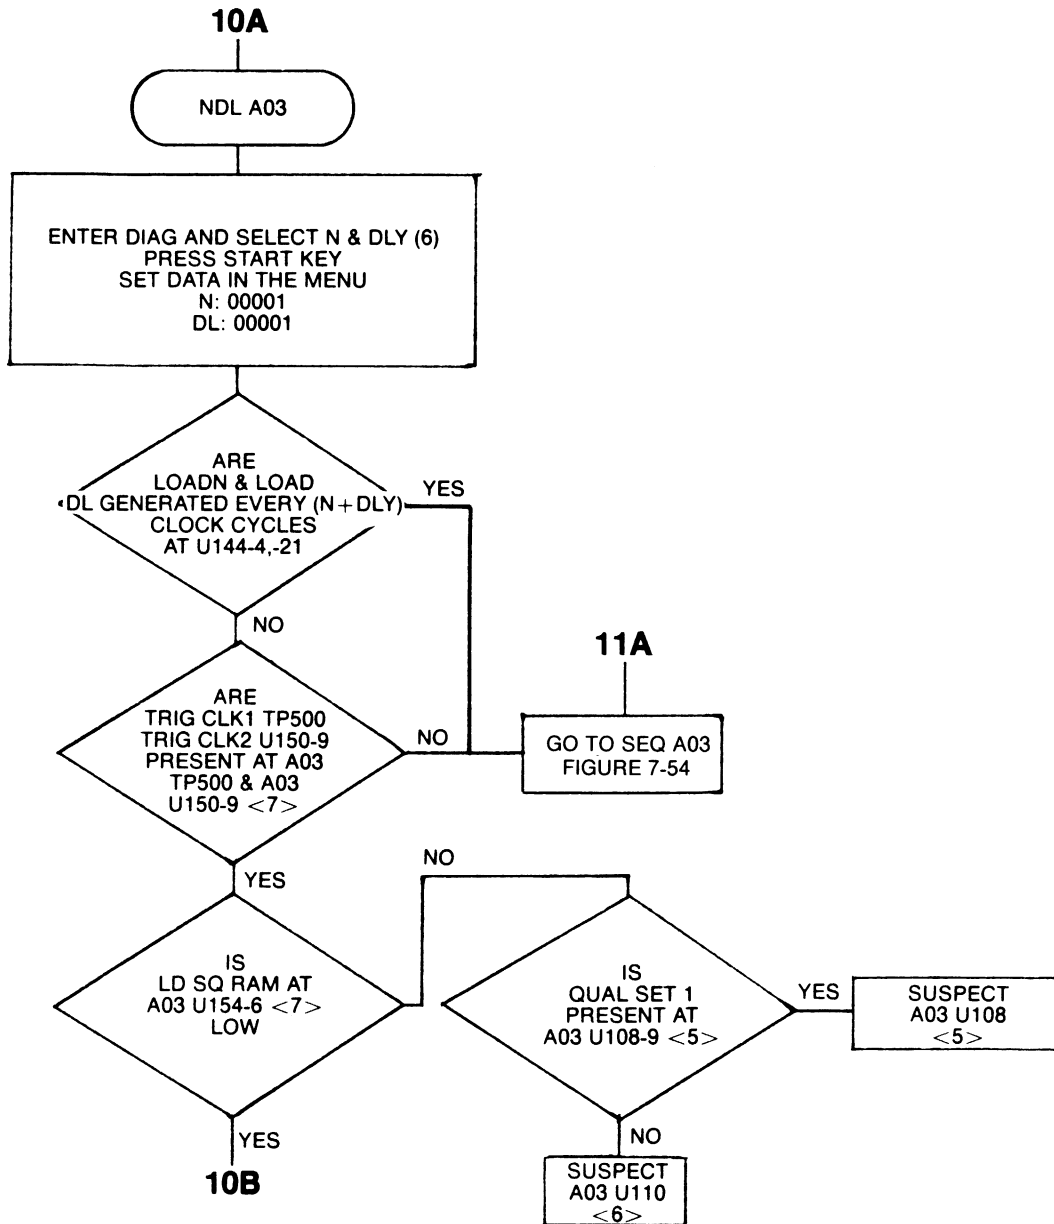 10A
NDL A03
ENTER DIAG AND SELECT N & DLY (6)
PRESS START KEY
SET DATA IN THE MENU
N: 00001
DL: 00001
ARE
LOADN & LOAD
DL GENERATED EVERY (N+DLY)
CLOCK CYCLES
AT U144-4,-21
YES
NO
ARE
TRIG CLK1 TP500
TRIG CLK2 U150-9
PRESENT AT A03
TP500 & A03
U150-9 <7>
NO
11A
GO TO SEQ A03
FIGURE 7-54
YES
IS
LD SQ RAM AT
A03 U154-6 <7>
LOW
NO
IS
QUAL SET 1
PRESENT AT
A03 U108-9 <5>
YES
SUSPECT
A03 U108
<5>
NO
SUSPECT
A03 U110
<6>
YES
10B